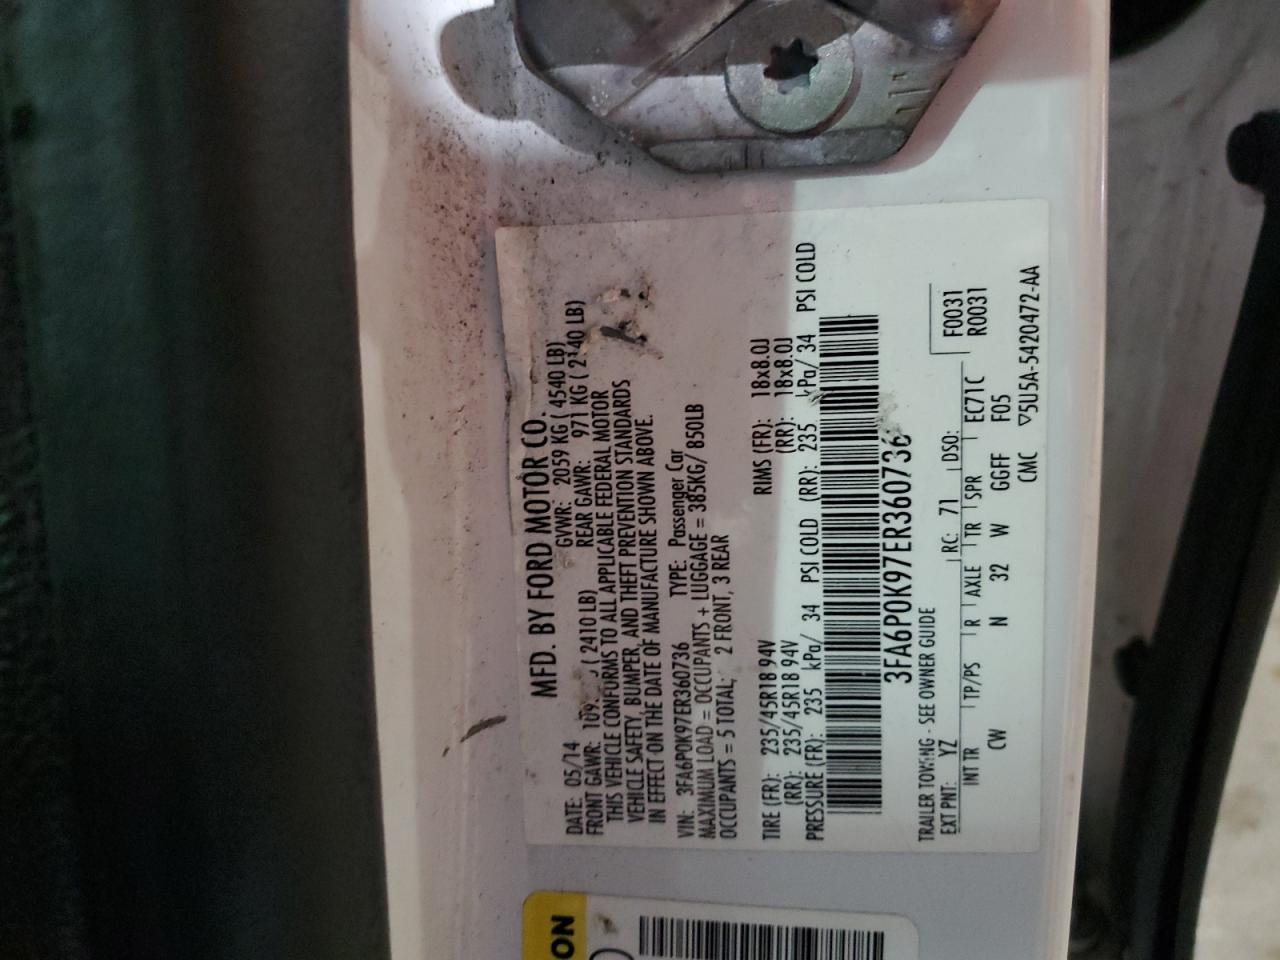 MFD. BY FORD MOTOR CO.
DATE: 05/14 GVWR: 2059 KG ( 4540 LB)
FRONT GAWR: ( 2410 LB) REAR GAWR: 971 KG ( 2140 LB)
THIS VEHICLE CONFORMS TO ALL APPLICABLE FEDERAL MOTOR
VEHICLE SAFETY, BUMPER, AND THEFT PREVENTION STANDARDS
IN EFFECT ON THE DATE OF MANUFACTURE SHOWN ABOVE.
VIN: 3FA6P0K97ER360736 TYPE: Passenger Car
MAXIMUM LOAD = OCCUPANTS + LUGGAGE = 385KG/ 850LB
OCCUPANTS = 5 TOTAL; 2 FRONT, 3 REAR
TIRE (FR): 235/45R18 94V RIMS (FR): 18x8.0J
(RR): 235/45R18 94V (RR): 18x8.0J
PRESSURE (FR): 235 kPa/ 34 PSI COLD (RR): 235 kPa/ 34 PSI COLD
3FA6P0K97ER360736
TRAILER TOWING - SEE OWNER GUIDE F0031
EXT PNT: YZ RC: 71 DSO: R0031
INT TR TP/PS R AXLE TR SPR EC71C
CW N 32 W GGFF F05
CMC ▽5U5A-5420472-AA
ON